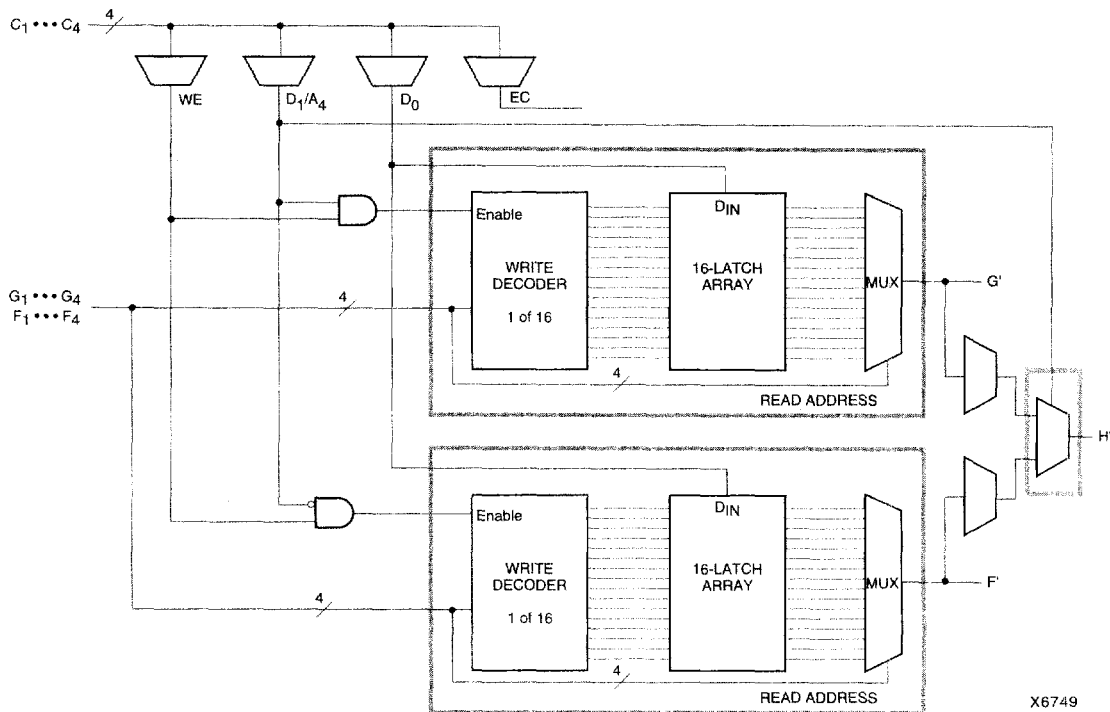 C1 ••• C4
4
WE
D1/A4
D0
EC
Enable
WRITE
DECODER
1 of 16
DIN
16-LATCH
ARRAY
MUX
G'
G1 ••• G4
F1 ••• F4
4
4
READ ADDRESS
H'
Enable
WRITE
DECODER
1 of 16
DIN
16-LATCH
ARRAY
MUX
F'
4
4
READ ADDRESS
X6749